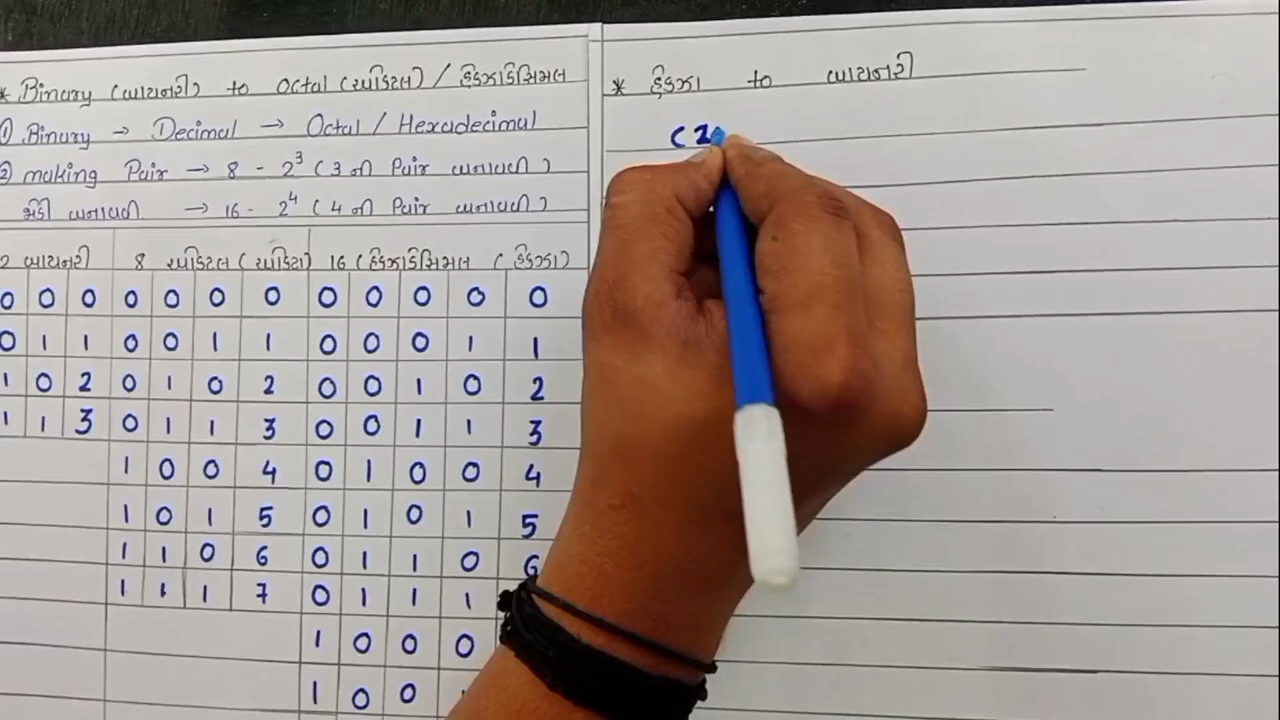 * Binary (બાયનરી) to Octal (ઓક્ટલ) / હેકઝાડેસિમલ
① Binary → Decimal → Octal / Hexadecimal
② making Pair → 8 - 2³ ( 3 ની Pair બનાવવી )
બનાવવી → 16 - 2⁴ ( 4 ની Pair બનાવવી )
2 બાયનરી 8 ઓક્ટલ ( 16 (હેકઝાડેસિમલ ( હેકઝા )
0 0 0 0 0 0 0 0 0 0 0 0
0 1 1 0 0 1 1 0 0 0 1 1
1 0 2 0 1 0 2 0 0 1 0 2
1 1 3 0 1 1 3 0 0 1 1 3
1 0 0 4 0 1 0 0 4
1 0 1 5 0 1 0 1 5
1 1 0 6 0 1 1 0 6
1 1 1 7 0 1 1 1
1 0 0 0
1 0 0
* હેકઝા to બાયનરી
( 2